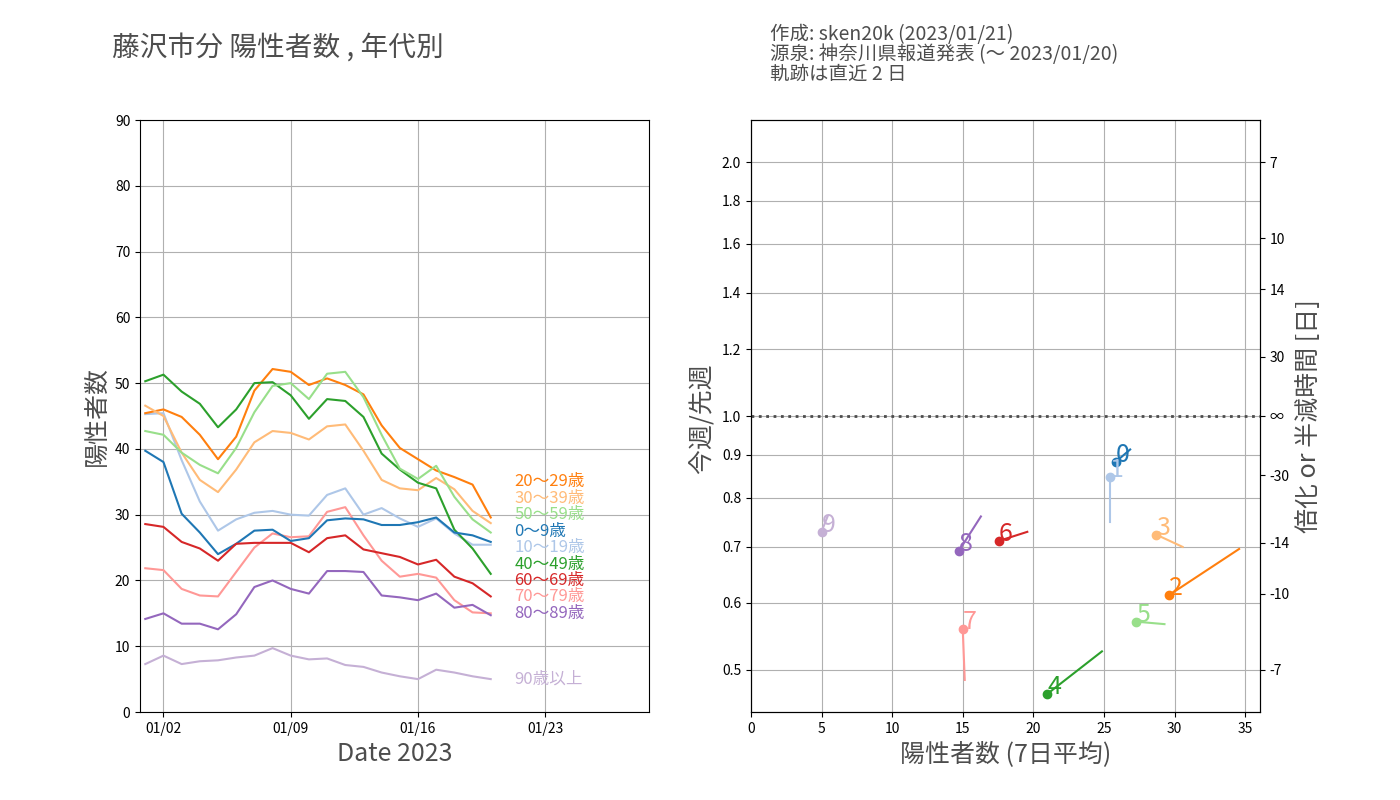 藤沢市分 陽性者数 , 年代別
作成: sken20k (2023/01/21)
源泉: 神奈川県報道発表 (～ 2023/01/20)
軌跡は直近 2 日
陽性者数
90
80
70
60
50
40
30
20
10
0
20～29歳
30～39歳
50～59歳
0～9歳
10～19歳
40～49歳
60～69歳
70～79歳
80～89歳
90歳以上
01/02 01/09 01/16 01/23
Date 2023
今週/先週
2.0
1.8
1.6
1.4
1.2
1.0
0.9
0.8
0.7
0.6
0.5
0
1
9
8
6
3
2
5
7
4
0 5 10 15 20 25 30 35
陽性者数 (7日平均)
7
10
14
30
∞
-30
-14
-10
-7
倍化 or 半減時間 [日]